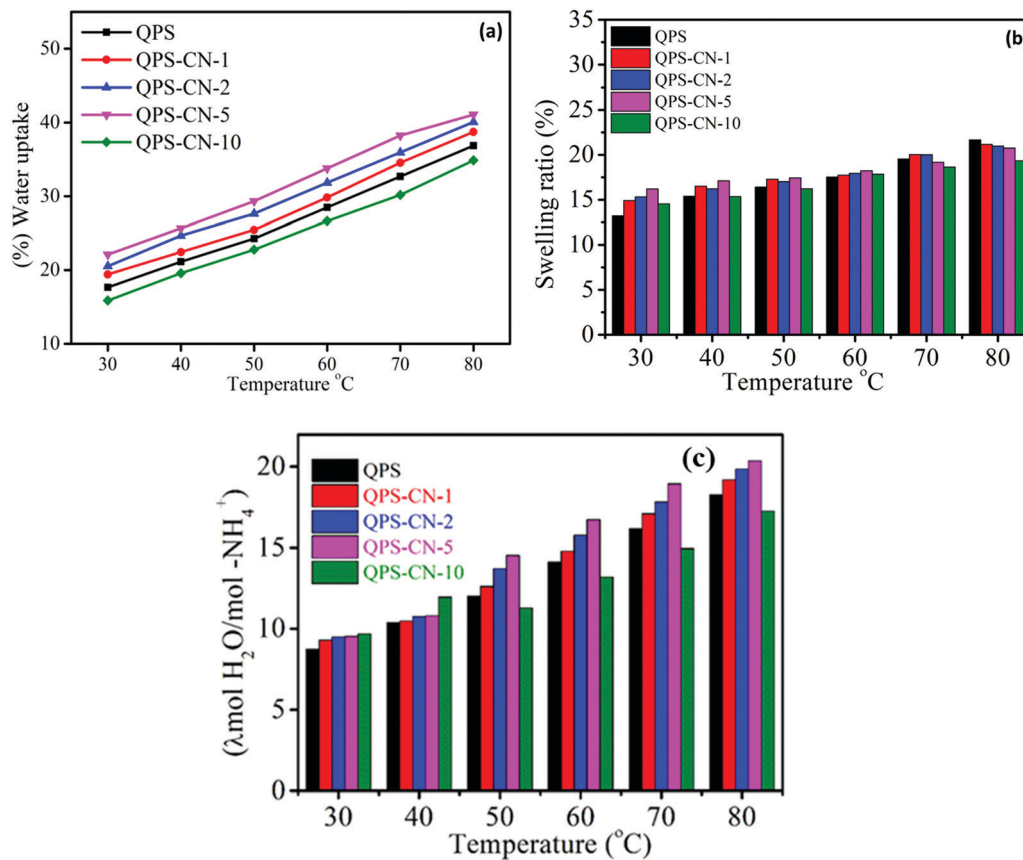 (a)
QPS
QPS-CN-1
QPS-CN-2
QPS-CN-5
QPS-CN-10
(%) Water uptake
50
40
30
20
10
30 40 50 60 70 80
Temperature °C
(b
QPS
QPS-CN-1
QPS-CN-2
QPS-CN-5
QPS-CN-10
Swelling ratio (%)
35
30
25
20
15
10
5
0
30 40 50 60 70 80
Temperature °C
(c)
QPS
QPS-CN-1
QPS-CN-2
QPS-CN-5
QPS-CN-10
(λmol H₂O/mol -NH₄⁺)
20
15
10
5
0
30 40 50 60 70 80
Temperature (°C)